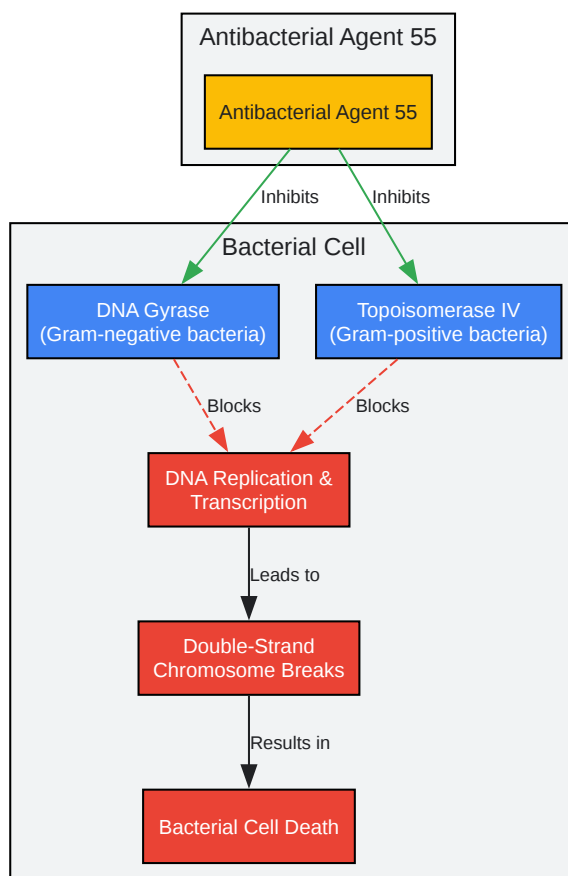 Antibacterial Agent 55
Antibacterial Agent 55
Inhibits
Inhibits
Bacterial Cell
DNA Gyrase
(Gram-negative bacteria)
Topoisomerase IV
(Gram-positive bacteria)
Blocks
Blocks
DNA Replication &
Transcription
Leads to
Double-Strand
Chromosome Breaks
Results in
Bacterial Cell Death